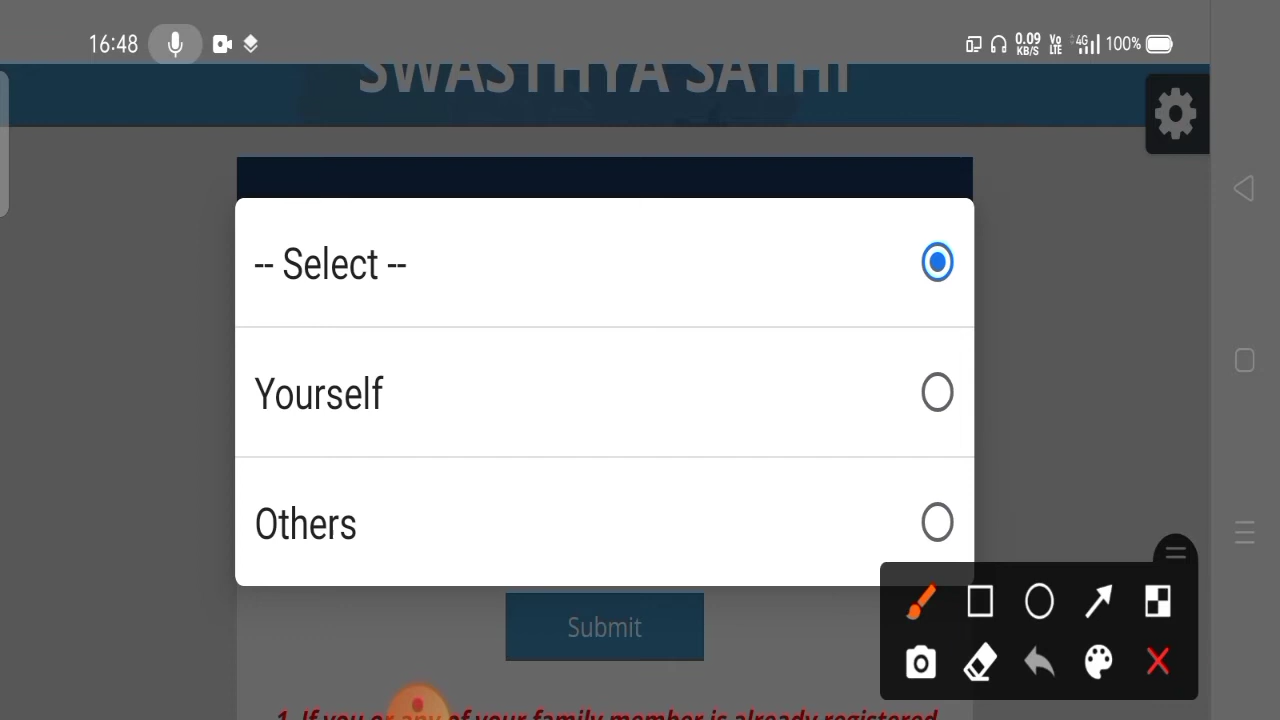 16:48
0.09 KB/S Vo LTE 4G 100%
SWASTHYA SATHI
-- Select --
Yourself
Others
Submit
1. If you or any of your family member is already registered